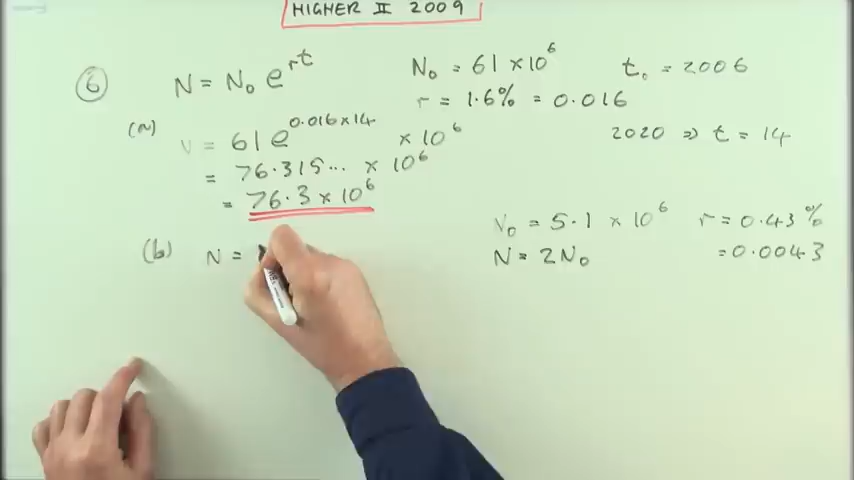 HIGHER II 2009
6 N = N₀ e^rt
N₀ = 61 × 10⁶ t₀ = 2006
r = 1.6% = 0.016
(a) N = 61 e^0.016×14 × 10⁶
2020 ⇒ t = 14
= 76.315... × 10⁶
= 76.3 × 10⁶
N₀ = 5.1 × 10⁶ r = 0.43%
(b) N =
N = 2N₀ = 0.0043